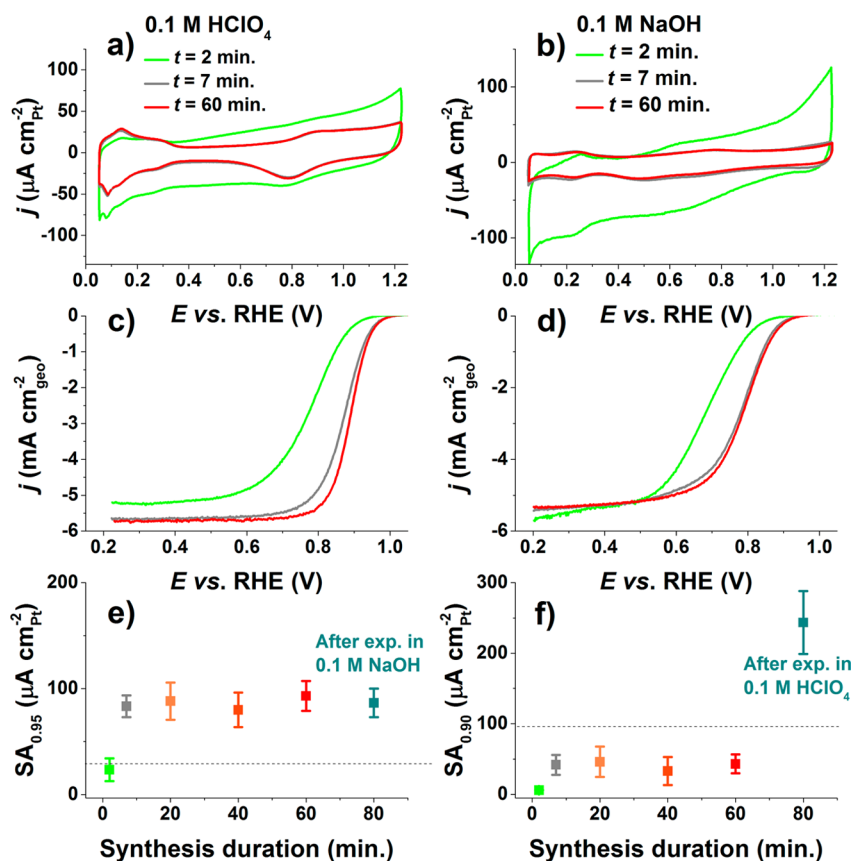 0.1 M HClO₄
a)
t = 2 min.
t = 7 min.
t = 60 min.
100
50
0
-50
-100
j (μA cm⁻²Pt)
0.0 0.2 0.4 0.6 0.8 1.0 1.2
E vs. RHE (V)
0.1 M NaOH
b)
t = 2 min.
t = 7 min.
t = 60 min.
100
0
-100
j (μA cm⁻²Pt)
0.0 0.2 0.4 0.6 0.8 1.0 1.2
E vs. RHE (V)
c)
0
-1
-2
-3
-4
-5
-6
j (mA cm⁻²geo)
0.2 0.4 0.6 0.8 1.0
E vs. RHE (V)
d)
0
-2
-4
-6
j (mA cm⁻²geo)
0.2 0.4 0.6 0.8 1.0
E vs. RHE (V)
e)
200
100
0
SA0.95 (μA cm⁻²Pt)
After exp. in
0.1 M NaOH
0 20 40 60 80
Synthesis duration (min.)
f)
300
250
200
150
100
50
0
SA0.90 (μA cm⁻²Pt)
After exp. in
0.1 M HClO₄
0 20 40 60 80
Synthesis duration (min.)